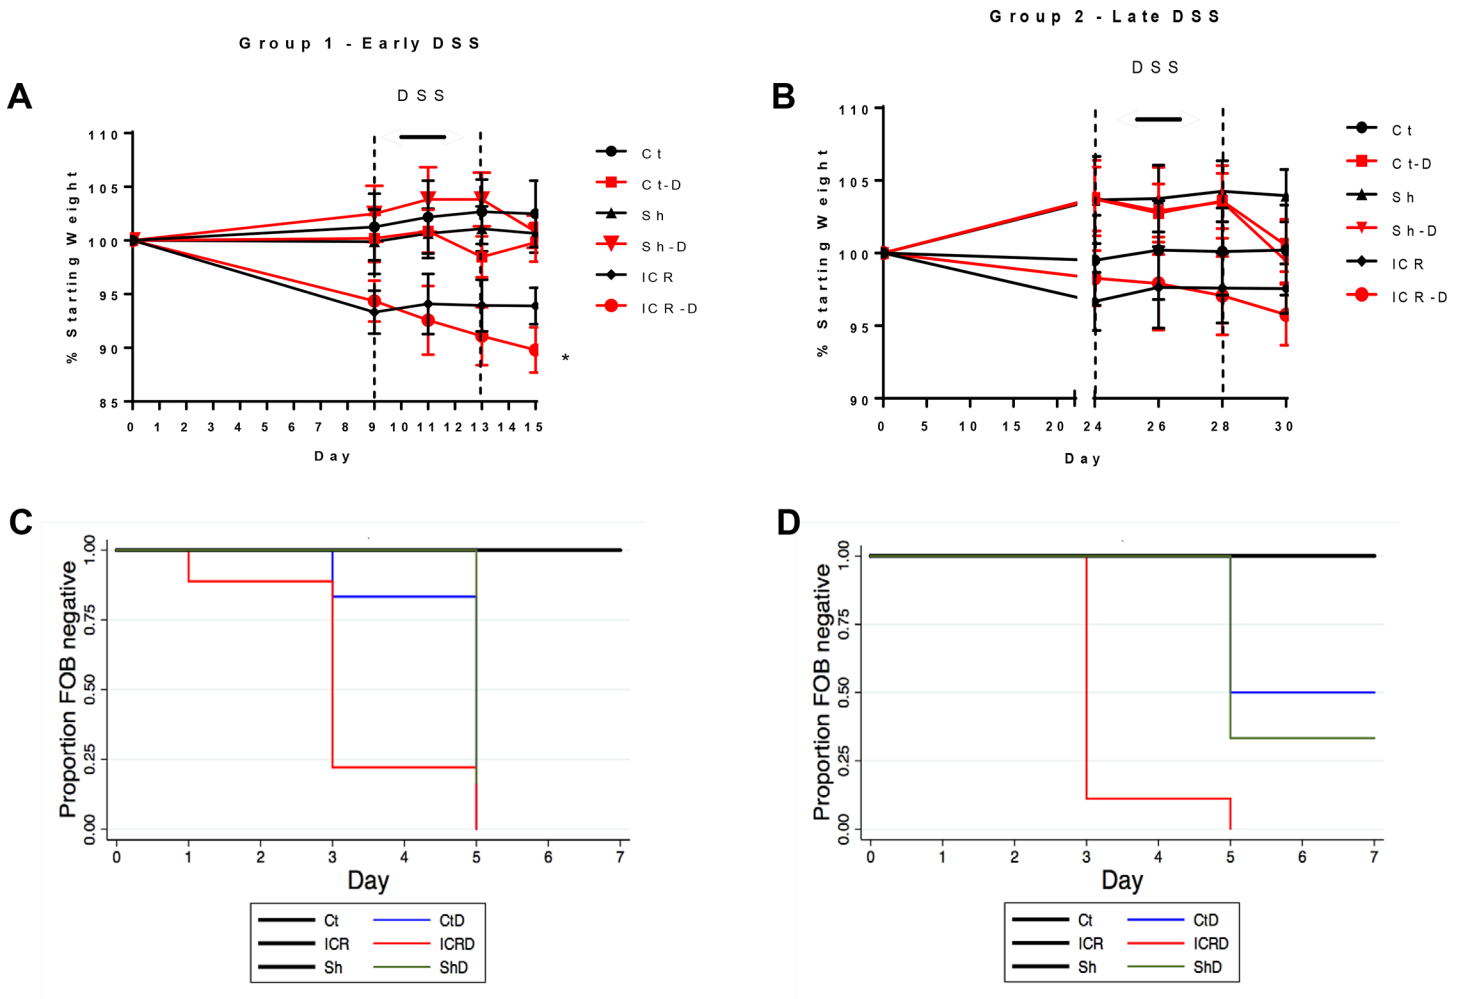 Group 1 - Early DSS
Group 2 - Late DSS
A
DSS
110
105
100
95
90
85
% Starting Weight
0 1 2 3 4 5 6 7 8 9 10 11 12 13 14 15
Day
Ct
Ct-D
Sh
Sh-D
ICR
ICR-D
*
B
DSS
110
105
100
95
90
% Starting Weight
0 5 10 15 20 24 26 28 30
Day
Ct
Ct-D
Sh
Sh-D
ICR
ICR-D
C
Proportion FOB negative
1.00
0.75
0.50
0.25
0.00
0 1 2 3 4 5 6 7
Day
Ct CtD
ICR ICRD
Sh ShD
D
Proportion FOB negative
1.00
0.75
0.50
0.25
0.00
0 1 2 3 4 5 6 7
Day
Ct CtD
ICR ICRD
Sh ShD